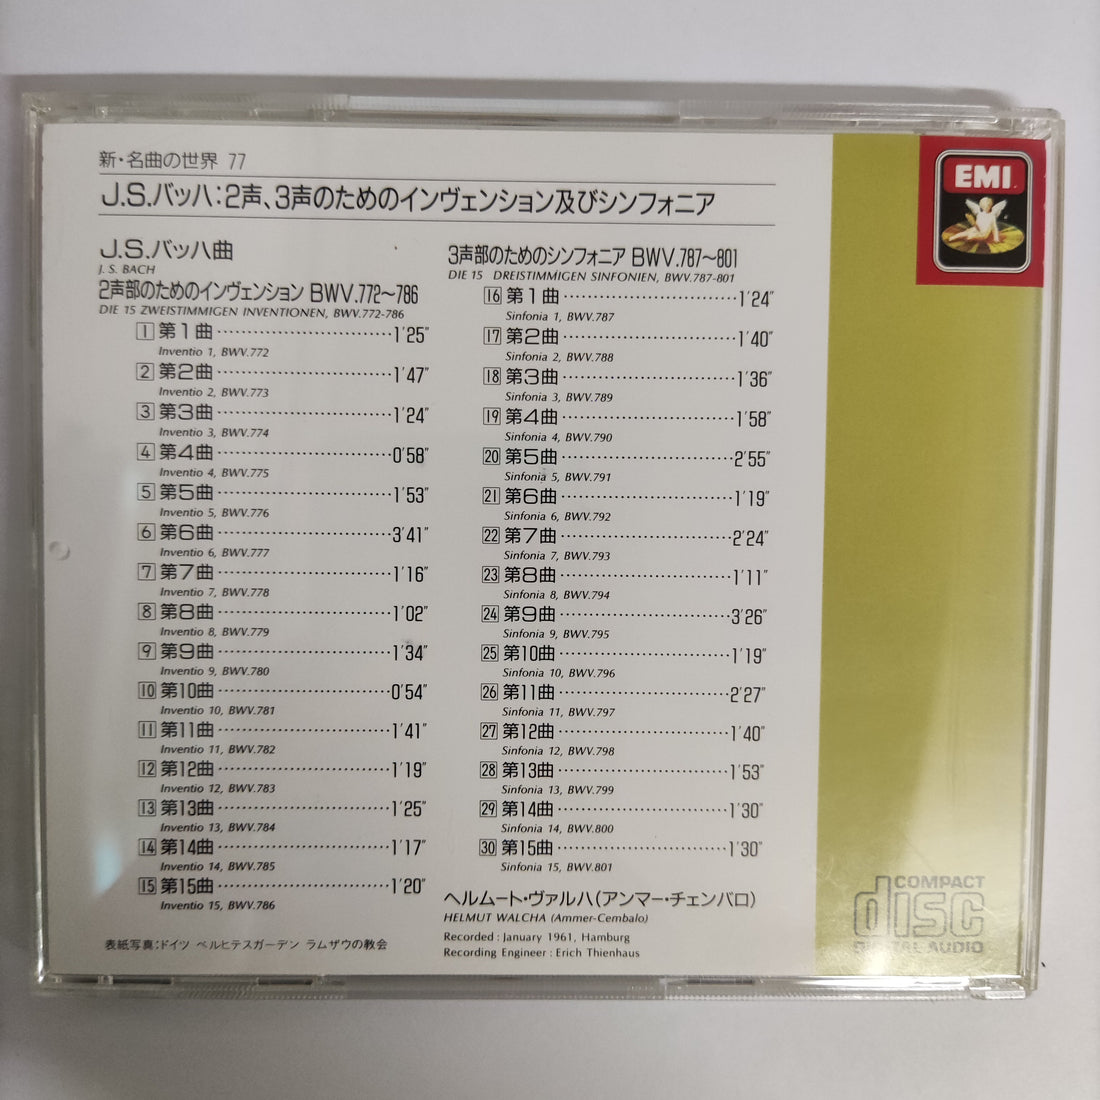 新・名曲の世界 77
J.S.バッハ:2声、3声のためのインヴェンション及びシンフォニア
J.S.バッハ曲
J. S. BACH
2声部のためのインヴェンション BWV.772〜786
DIE 15 ZWEISTIMMIGEN INVENTIONEN, BWV.772-786
1 第1曲 1'25"
Inventio 1, BWV.772
2 第2曲 1'47"
Inventio 2, BWV.773
3 第3曲 1'24"
Inventio 3, BWV.774
4 第4曲 0'58"
Inventio 4, BWV.775
5 第5曲 1'53"
Inventio 5, BWV.776
6 第6曲 3'41"
Inventio 6, BWV.777
7 第7曲 1'16"
Inventio 7, BWV.778
8 第8曲 1'02"
Inventio 8, BWV.779
9 第9曲 1'34"
Inventio 9, BWV.780
10 第10曲 0'54"
Inventio 10, BWV.781
11 第11曲 1'41"
Inventio 11, BWV.782
12 第12曲 1'19"
Inventio 12, BWV.783
13 第13曲 1'25"
Inventio 13, BWV.784
14 第14曲 1'17"
Inventio 14, BWV.785
15 第15曲 1'20"
Inventio 15, BWV.786
表紙写真:ドイツ ベルヒテスガーデン ラムザウの教会
3声部のためのシンフォニア BWV.787〜801
DIE 15 DREISTIMMIGEN SINFONIEN, BWV.787-801
16 第1曲 1'24"
Sinfonia 1, BWV.787
17 第2曲 1'40"
Sinfonia 2, BWV.788
18 第3曲 1'36"
Sinfonia 3, BWV.789
19 第4曲 1'58"
Sinfonia 4, BWV.790
20 第5曲 2'55"
Sinfonia 5, BWV.791
21 第6曲 1'19"
Sinfonia 6, BWV.792
22 第7曲 2'24"
Sinfonia 7, BWV.793
23 第8曲 1'11"
Sinfonia 8, BWV.794
24 第9曲 3'26"
Sinfonia 9, BWV.795
25 第10曲 1'19"
Sinfonia 10, BWV.796
26 第11曲 2'27"
Sinfonia 11, BWV.797
27 第12曲 1'40"
Sinfonia 12, BWV.798
28 第13曲 1'53"
Sinfonia 13, BWV.799
29 第14曲 1'30"
Sinfonia 14, BWV.800
30 第15曲 1'30"
Sinfonia 15, BWV.801
ヘルムート・ヴァルハ(アンマー・チェンバロ)
HELMUT WALCHA (Ammer-Cembalo)
Recorded : January 1961, Hamburg
Recording Engineer : Erich Thienhaus
EMI
COMPACT
disc
DIGITAL AUDIO